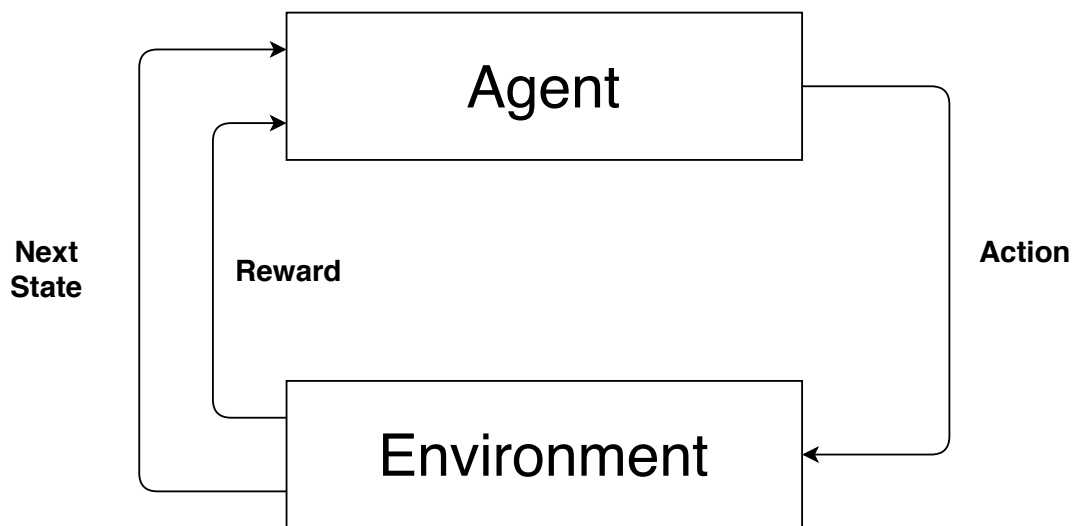 Agent
Next
State
Reward
Action
Environment